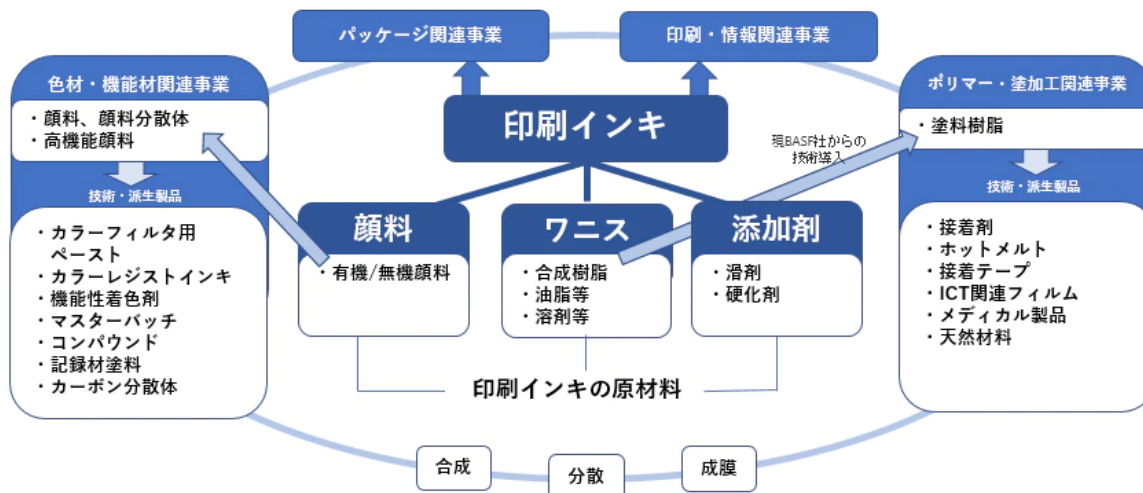 パッケージ関連事業
印刷・情報関連事業
色材・機能材関連事業
・顔料、顔料分散体
・高機能顔料
技術・派生製品
・カラーフィルタ用
ペースト
・カラーレジストインキ
・機能性着色剤
・マスターバッチ
・コンパウンド
・記録材塗料
・カーボン分散体
印刷インキ
現BASF社からの
技術導入
顔料
・有機/無機顔料
ワニス
・合成樹脂
・油脂等
・溶剤等
添加剤
・滑剤
・硬化剤
印刷インキの原材料
ポリマー・塗加工関連事業
・塗料樹脂
技術・派生製品
・接着剤
・ホットメルト
・接着テープ
・ICT関連フィルム
・メディカル製品
・天然材料
合成
分散
成膜